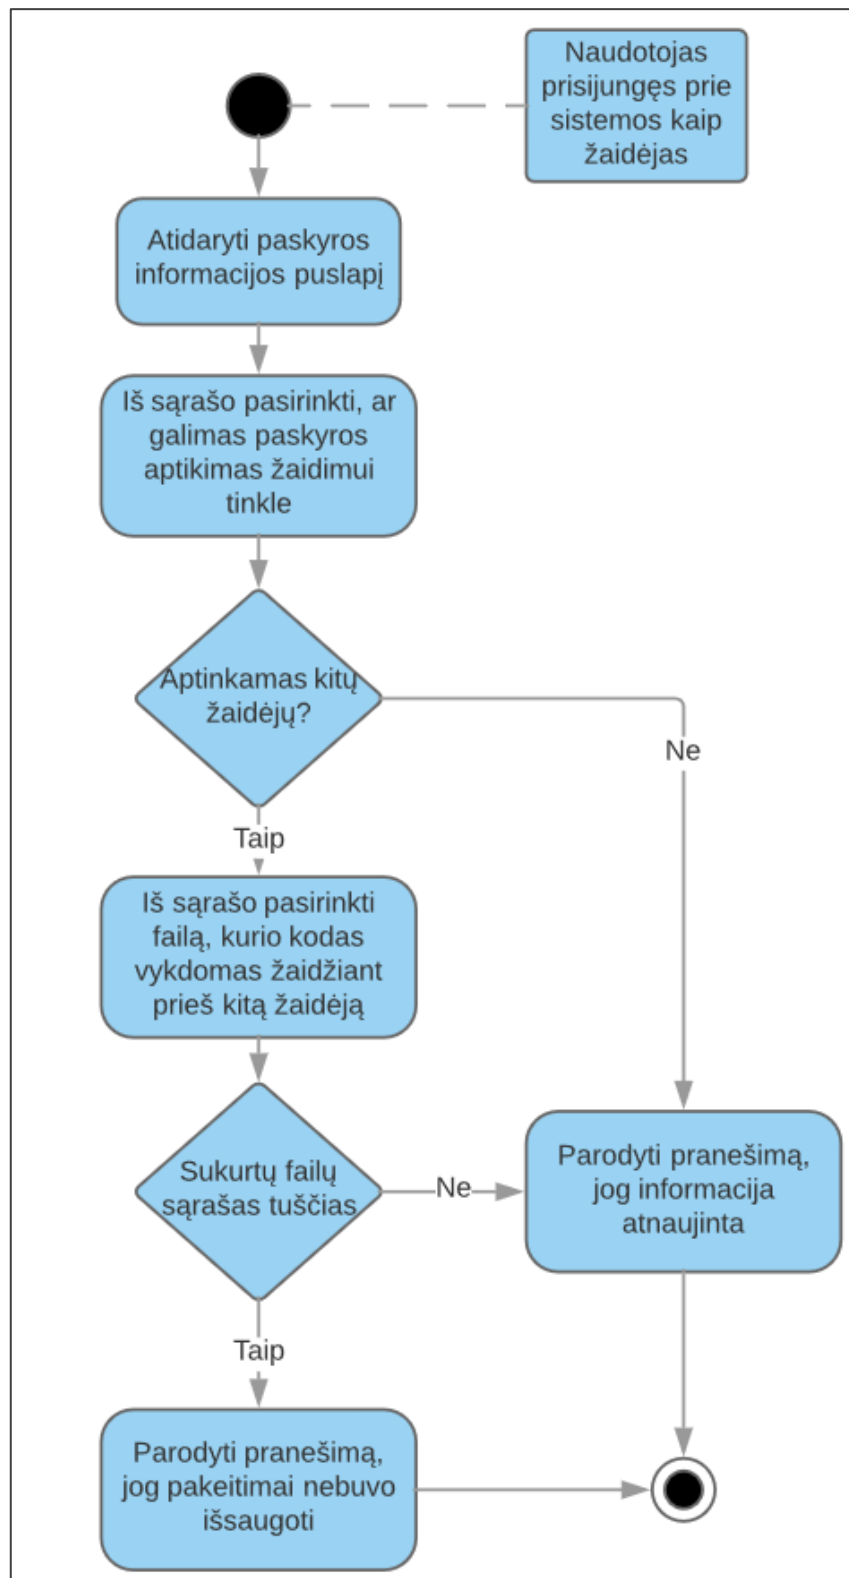 Naudotojas
prisijungęs prie
sistemos kaip
žaidėjas
Atidaryti paskyros
informacijos puslapį
Iš sąrašo pasirinkti, ar
galimas paskyros
aptikimas žaidimui
tinkle
Aptinkamas kitų
žaidėjų?
Ne
Taip
Iš sąrašo pasirinkti
failą, kurio kodas
vykdomas žaidžiant
prieš kitą žaidėją
Sukurtų failų
sąrašas tuščias
Ne
Parodyti pranešimą,
jog informacija
atnaujinta
Taip
Parodyti pranešimą,
jog pakeitimai nebuvo
išsaugoti